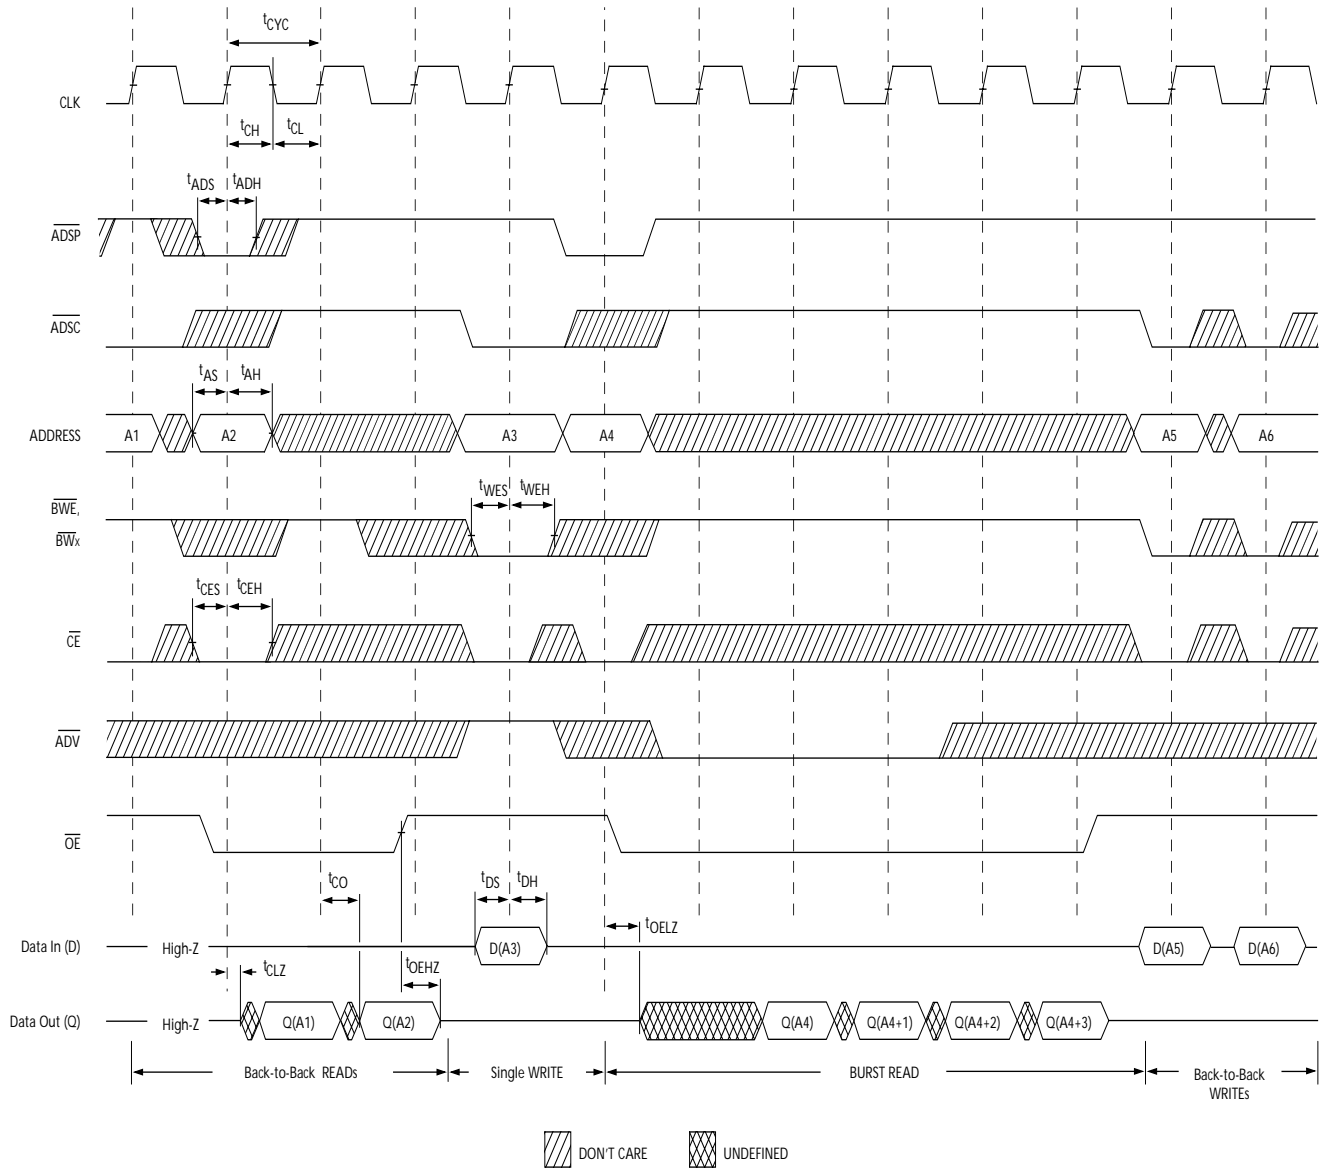 tCYC
CLK
tCH
tCL
tADS
tADH
ADSP
ADSC
tAS
tAH
ADDRESS
A1
A2
A3
A4
A5
A6
tWES
tWEH
BWE,
BWx
tCES
tCEH
CE
ADV
OE
tCO
tDS
tDH
tOELZ
Data In (D)
High-Z
D(A3)
D(A5)
D(A6)
tCLZ
tOEHZ
Data Out (Q)
High-Z
Q(A1)
Q(A2)
Q(A4)
Q(A4+1)
Q(A4+2)
Q(A4+3)
Back-to-Back READs
Single WRITE
BURST READ
Back-to-Back
WRITEs
DON'T CARE
UNDEFINED